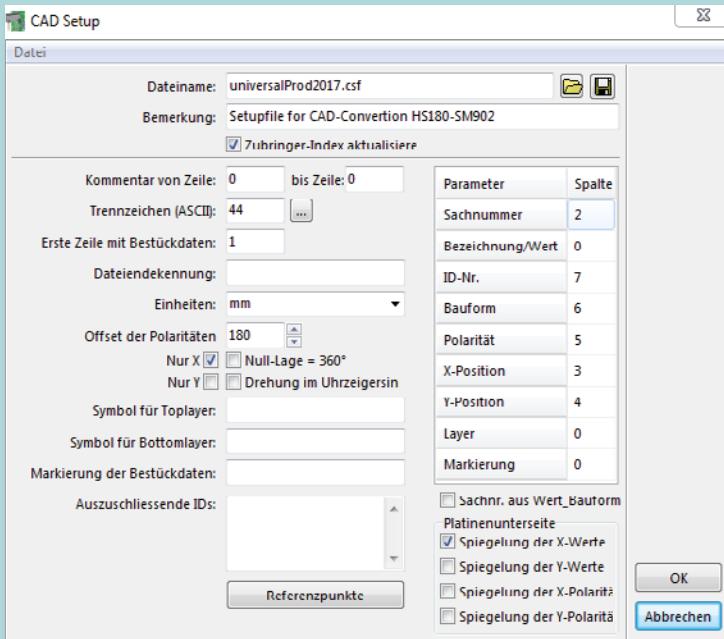 CAD Setup
Datei
Dateiname: universalProd2017.csf
Bemerkung: Setupfile for CAD-Convertion HS180-SM902
Zubringer-Index aktualisiere
Kommentar von Zeile: 0 bis Zeile: 0
Trennzeichen (ASCII): 44 ...
Erste Zeile mit Bestückdaten: 1
Dateiendekennung:
Einheiten: mm
Offset der Polaritäten 180
Nur X Null-Lage = 360°
Nur Y Drehung im Uhrzeigersin
Symbol für Toplayer:
Symbol für Bottomlayer:
Markierung der Bestückdaten:
Auszuschliessende IDs:
Referenzpunkte
Parameter Spalte
Sachnummer 2
Bezeichnung/Wert 0
ID-Nr. 7
Bauform 6
Polarität 5
X-Position 3
Y-Position 4
Layer 0
Markierung 0
Sachnr. aus Wert_Bauform
Platinenunterseite
Spiegelung der X-Werte
Spiegelung der Y-Werte
Spiegelung der X-Polaritä
Spiegelung der Y-Polaritä
OK
Abbrechen